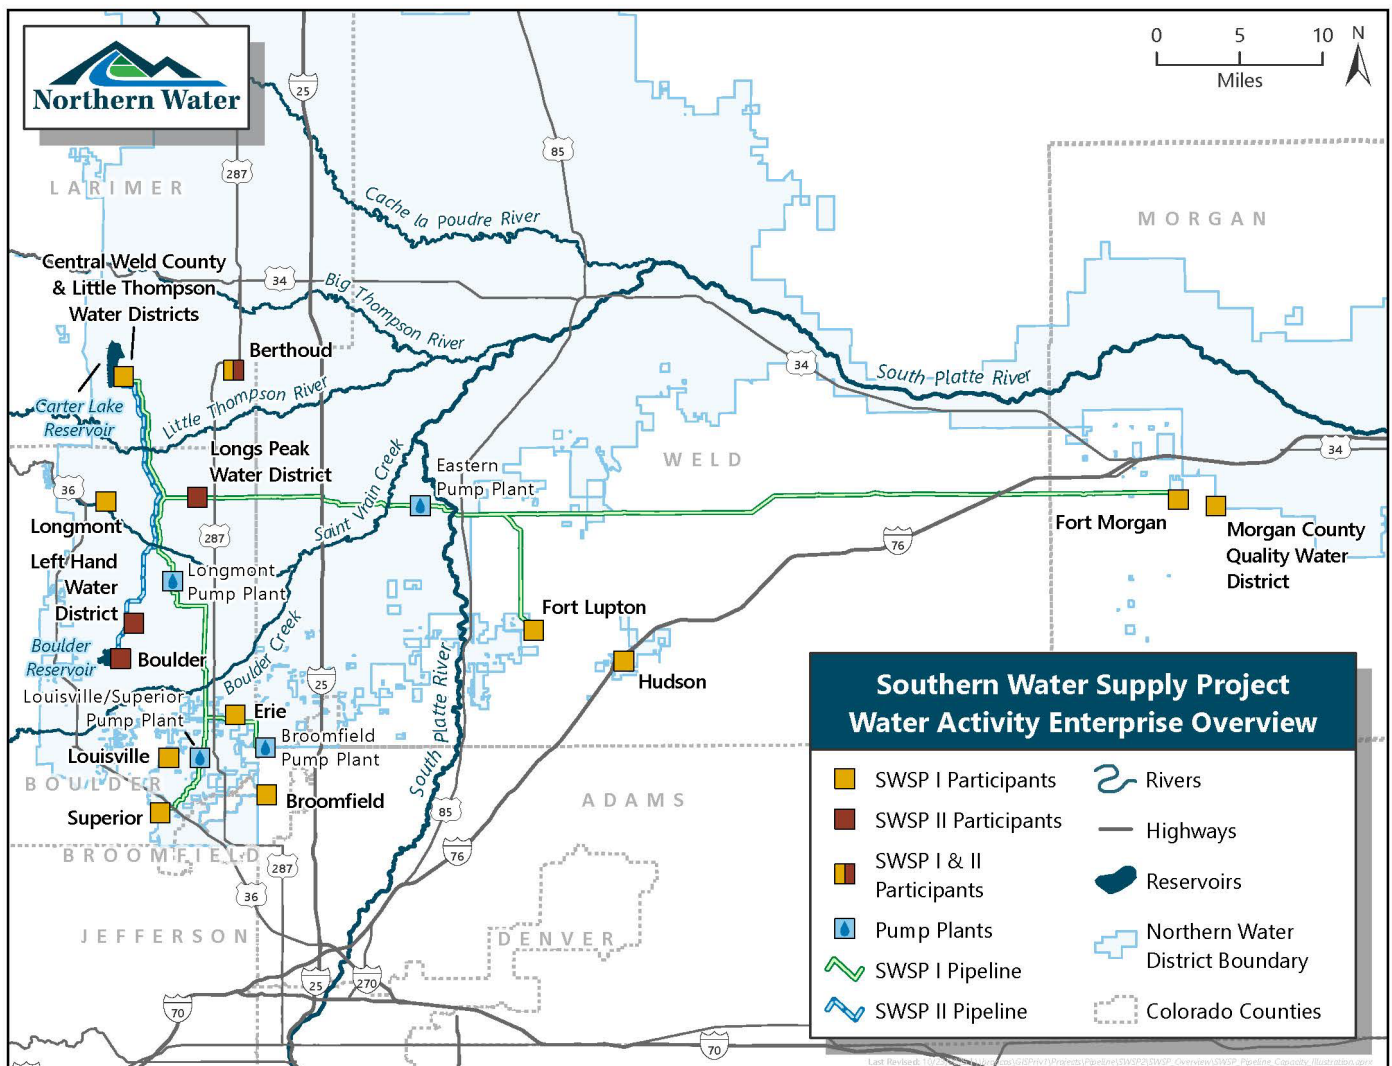 Northern Water
0 5 10
Miles
N
25
85
287
LARIMER
MORGAN
Cache la Poudre River
Central Weld County
& Little Thompson
Water Districts
34
Big Thompson River
Berthoud
34
South Platte River
Carter Lake
Reservoir
Little Thompson River
Longs Peak
Water District
Saint Vrain Creek
Eastern
Pump Plant
WELD
34
36
Longmont
287
Fort Morgan
Morgan County
Quality Water
District
76
Left Hand
Water
District
Longmont
Pump Plant
Fort Lupton
Boulder
Reservoir
Boulder
Boulder Creek
Hudson
25
South Platte River
Louisville/Superior
Pump Plant
Erie
Broomfield
Pump Plant
Louisville
BOULDER
Broomfield
Superior
85
ADAMS
76
BROOMFIELD
287
36
JEFFERSON
DENVER
25
270
70
70
Southern Water Supply Project
Water Activity Enterprise Overview
SWSP I Participants
SWSP II Participants
SWSP I & II
Participants
Pump Plants
SWSP I Pipeline
SWSP II Pipeline
Rivers
Highways
Reservoirs
Northern Water
District Boundary
Colorado Counties